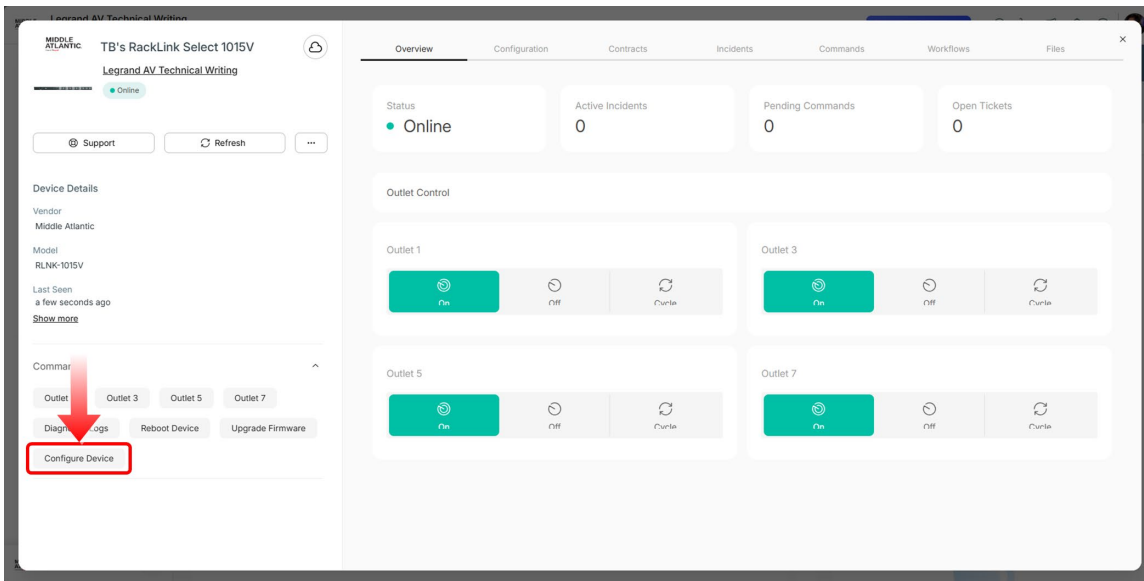 Legrand AV Technical Writing
MIDDLE
ATLANTIC
TB's RackLink Select 1015V
Legrand AV Technical Writing
Online
Support
Refresh
...
Device Details
Vendor
Middle Atlantic
Model
RLNK-1015V
Last Seen
a few seconds ago
Show more
Outlet
Outlet 3
Outlet 5
Outlet 7
Reboot Device
Upgrade Firmware
Configure Device
Overview
Configuration
Contracts
Incidents
Commands
Workflows
Files
Status
Online
Active Incidents
0
Pending Commands
0
Open Tickets
0
Outlet Control
Outlet 1
On
Off
Cycle
Outlet 3
On
Off
Cycle
Outlet 5
On
Off
Cycle
Outlet 7
On
Off
Cycle